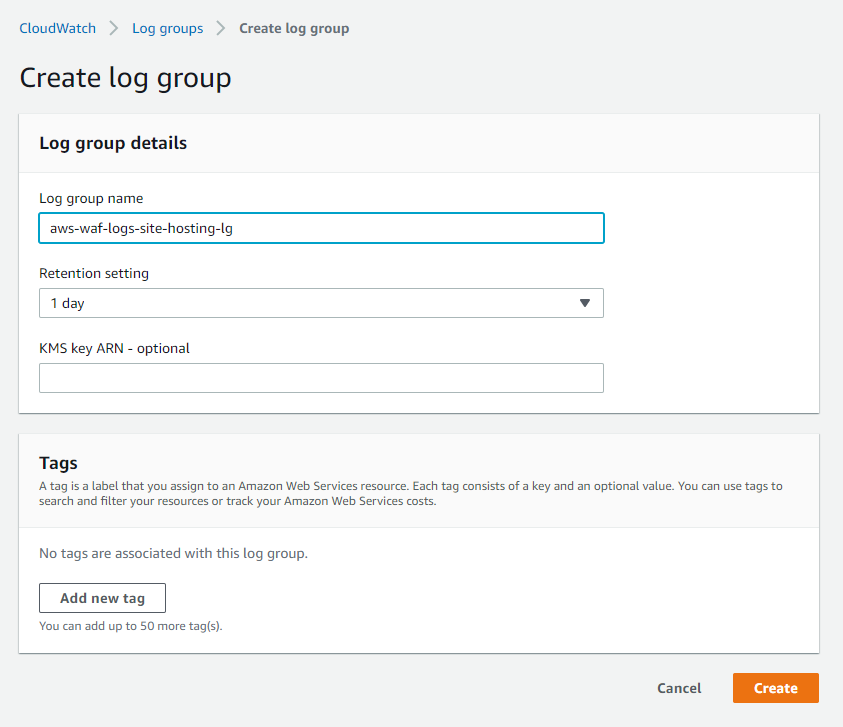 CloudWatch > Log groups > Create log group
Create log group
Log group details
Log group name
aws-waf-logs-site-hosting-lg
Retention setting
1 day
KMS key ARN - optional
Tags
A tag is a label that you assign to an Amazon Web Services resource. Each tag consists of a key and an optional value. You can use tags to
search and filter your resources or track your Amazon Web Services costs.
No tags are associated with this log group.
Add new tag
You can add up to 50 more tag(s).
Cancel Create